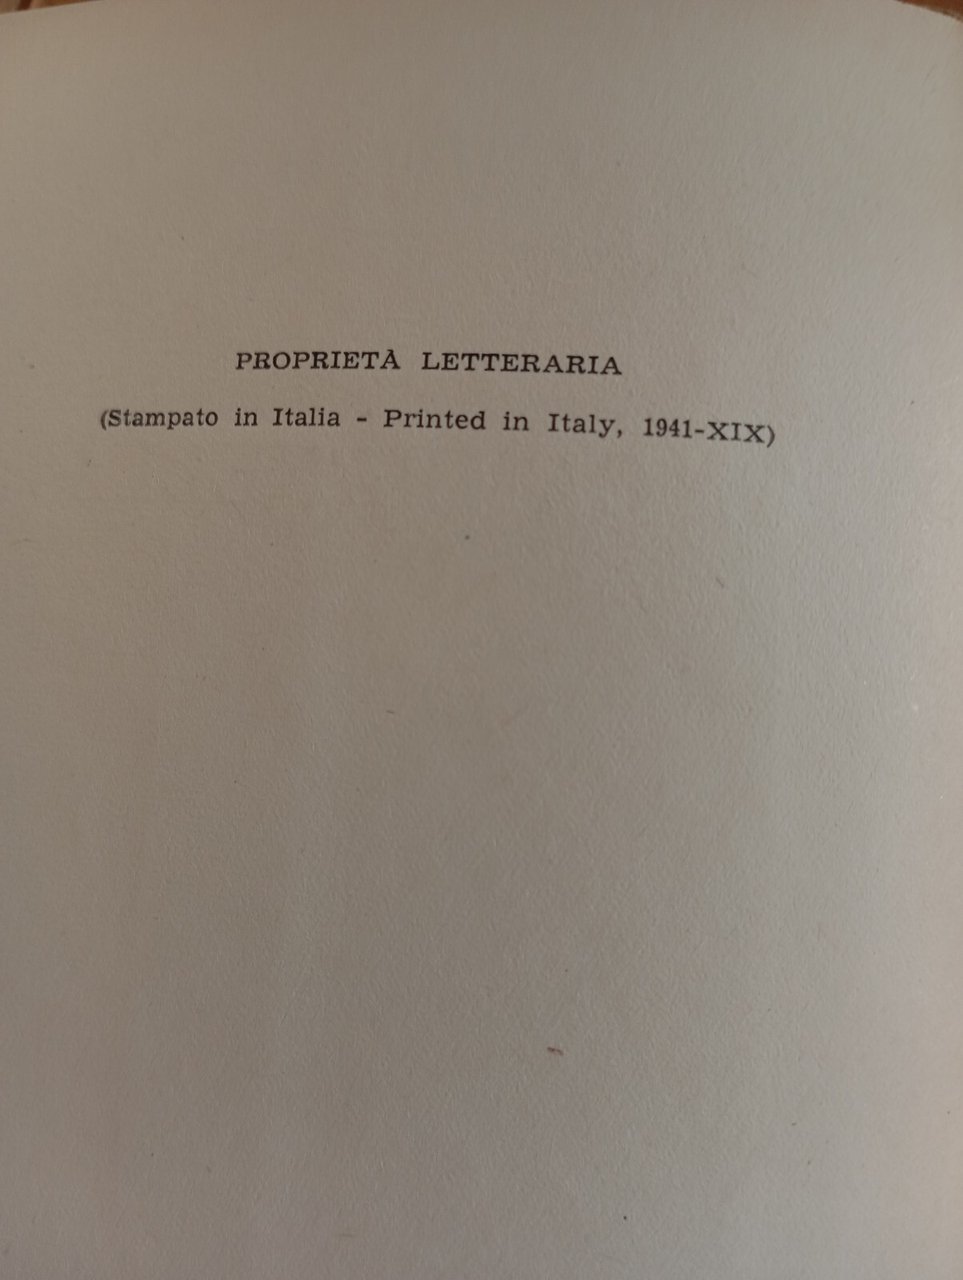 PROPRIETÀ LETTERARIA
(Stampato in Italia - Printed in Italy, 1941-XIX)